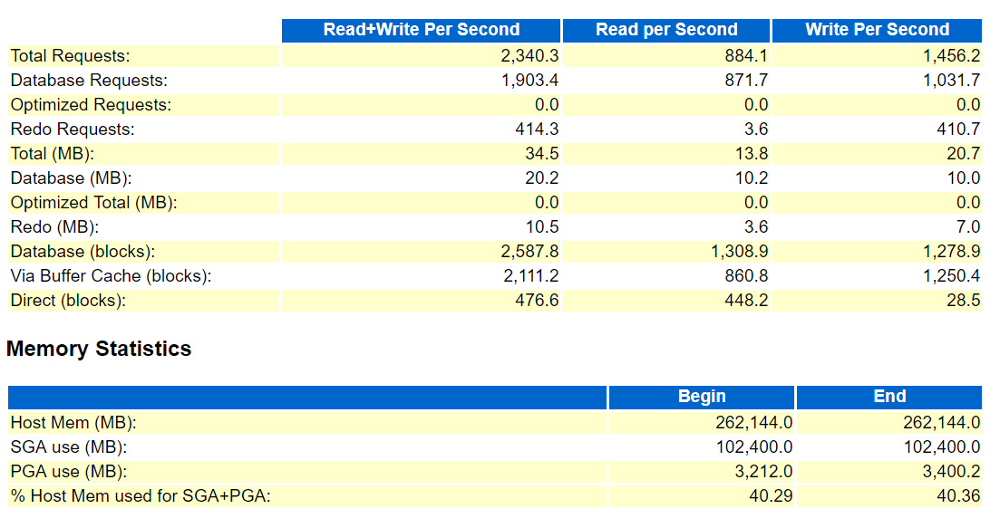 Read+Write Per Second Read per Second Write Per Second
Total Requests: 2,340.3 884.1 1,456.2
Database Requests: 1,903.4 871.7 1,031.7
Optimized Requests: 0.0 0.0 0.0
Redo Requests: 414.3 3.6 410.7
Total (MB): 34.5 13.8 20.7
Database (MB): 20.2 10.2 10.0
Optimized Total (MB): 0.0 0.0 0.0
Redo (MB): 10.5 3.6 7.0
Database (blocks): 2,587.8 1,308.9 1,278.9
Via Buffer Cache (blocks): 2,111.2 860.8 1,250.4
Direct (blocks): 476.6 448.2 28.5
Memory Statistics
Begin End
Host Mem (MB): 262,144.0 262,144.0
SGA use (MB): 102,400.0 102,400.0
PGA use (MB): 3,212.0 3,400.2
% Host Mem used for SGA+PGA: 40.29 40.36